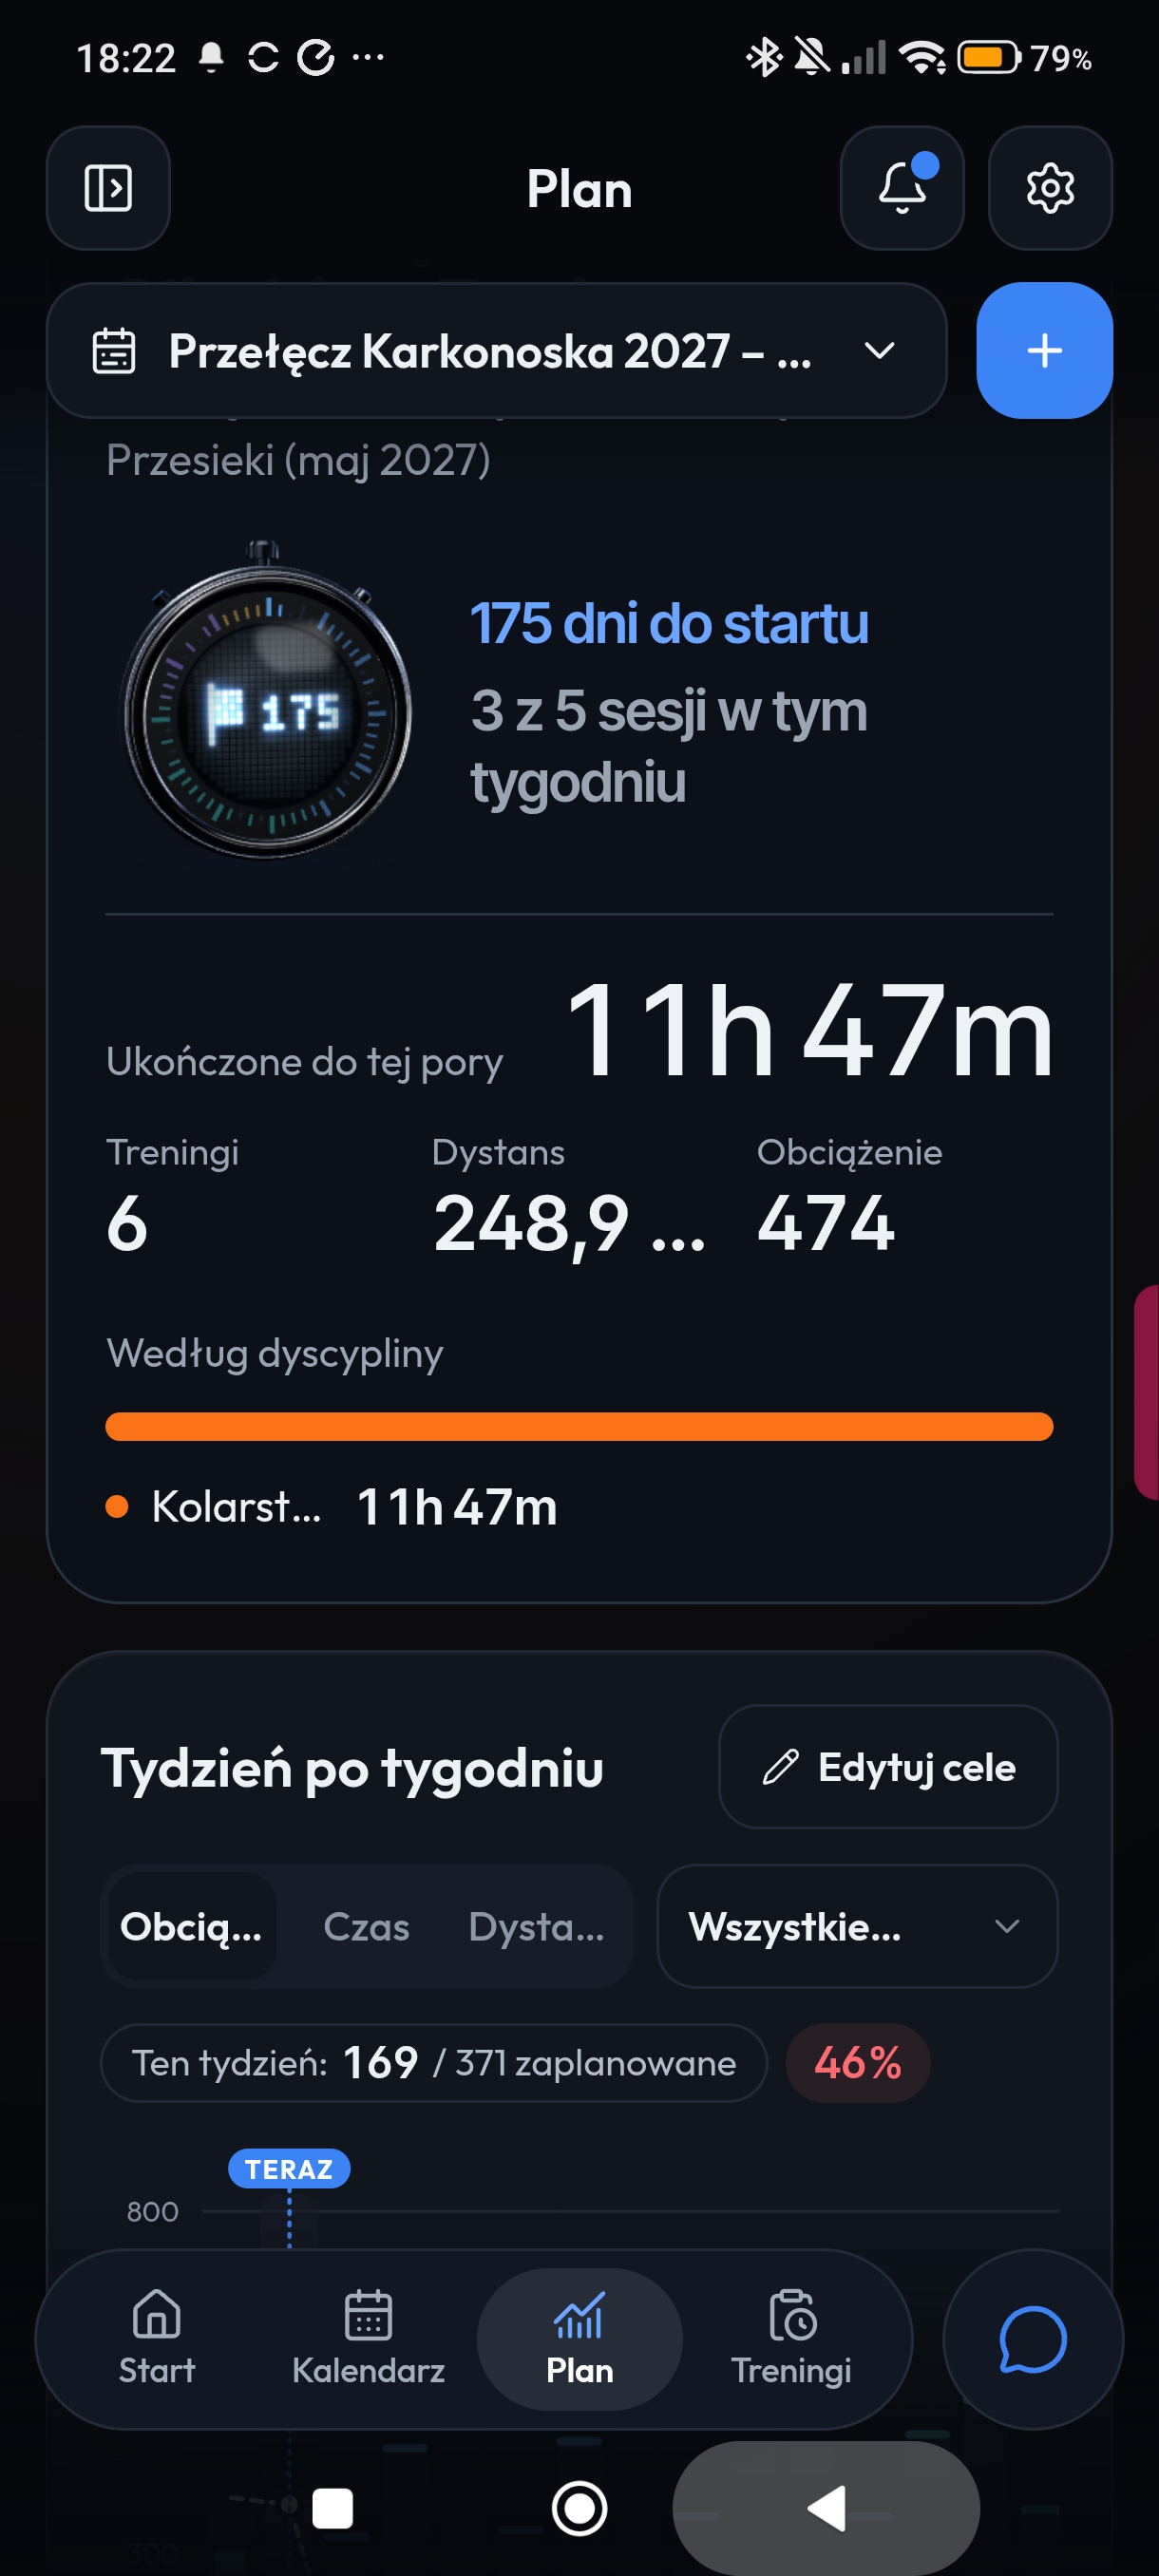 18:22
79%
Plan
Przełęcz Karkonoska 2027 – ...
Przesieki (maj 2027)
175
175 dni do startu
3 z 5 sesji w tym
tygodniu
Ukończone do tej pory 11h 47m
Treningi Dystans Obciążenie
6 248,9 ... 474
Według dyscypliny
Kolarst... 11h 47m
Tydzień po tygodniu Edytuj cele
Obcią... Czas Dysta... Wszystkie...
Ten tydzień: 169 / 371 zaplanowane 46%
TERAZ
800
Start Kalendarz Plan Treningi
300